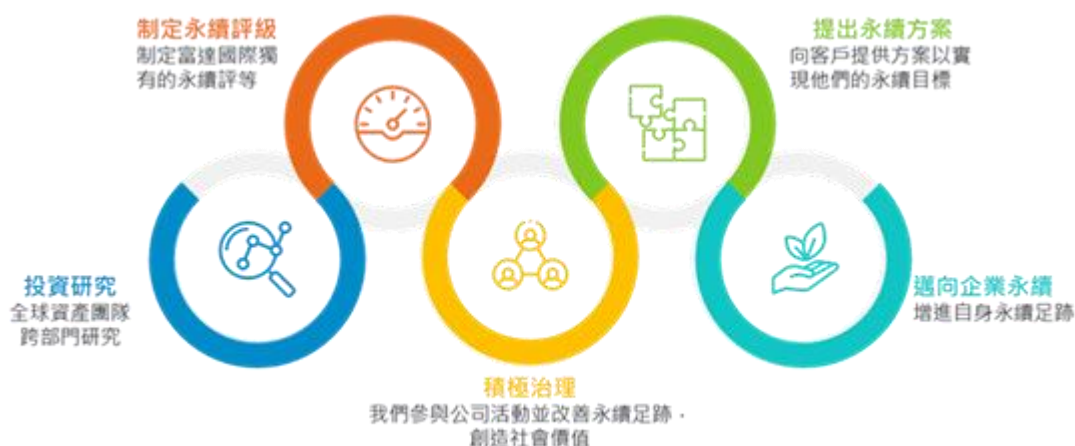 制定永續評級
制定富達國際獨
有的永續評等
提出永續方案
向客戶提供方案以實
現他們的永續目標
投資研究
全球資產團隊
跨部門研究
邁向企業永續
增進自身永續足跡
積極治理
我們參與公司活動並改善永續足跡，
創造社會價值